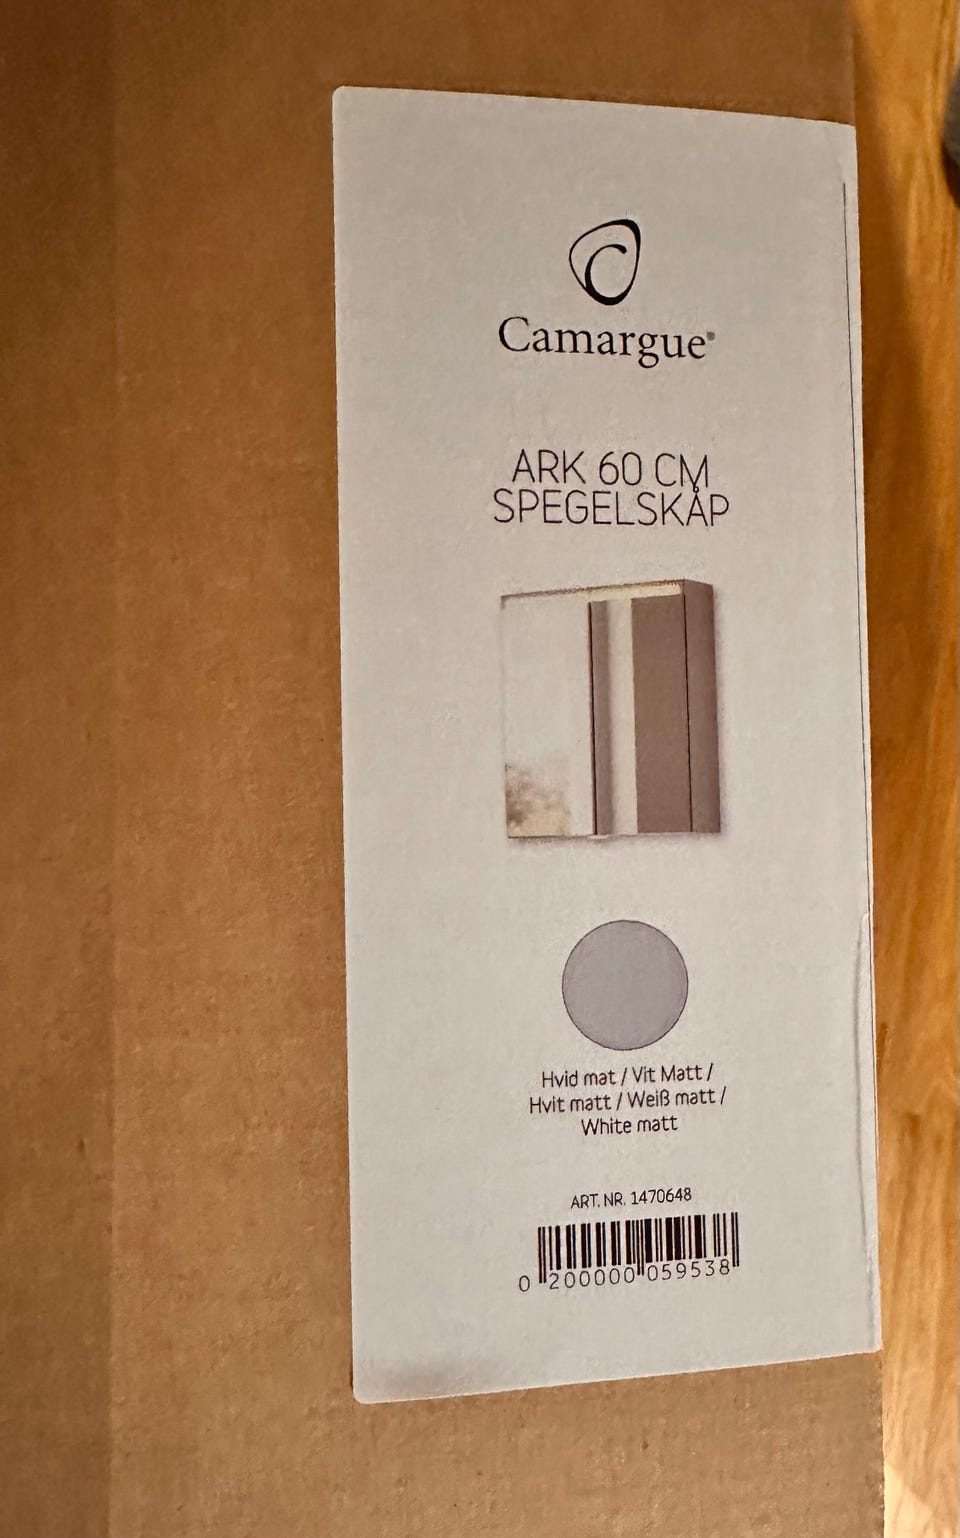 Camargue®
ARK 60 CM
SPEGELSKÅP
Hvid mat / Vit Matt /
Hvit matt / Weiß matt /
White matt
ART. NR. 1470648
0 200000 059538